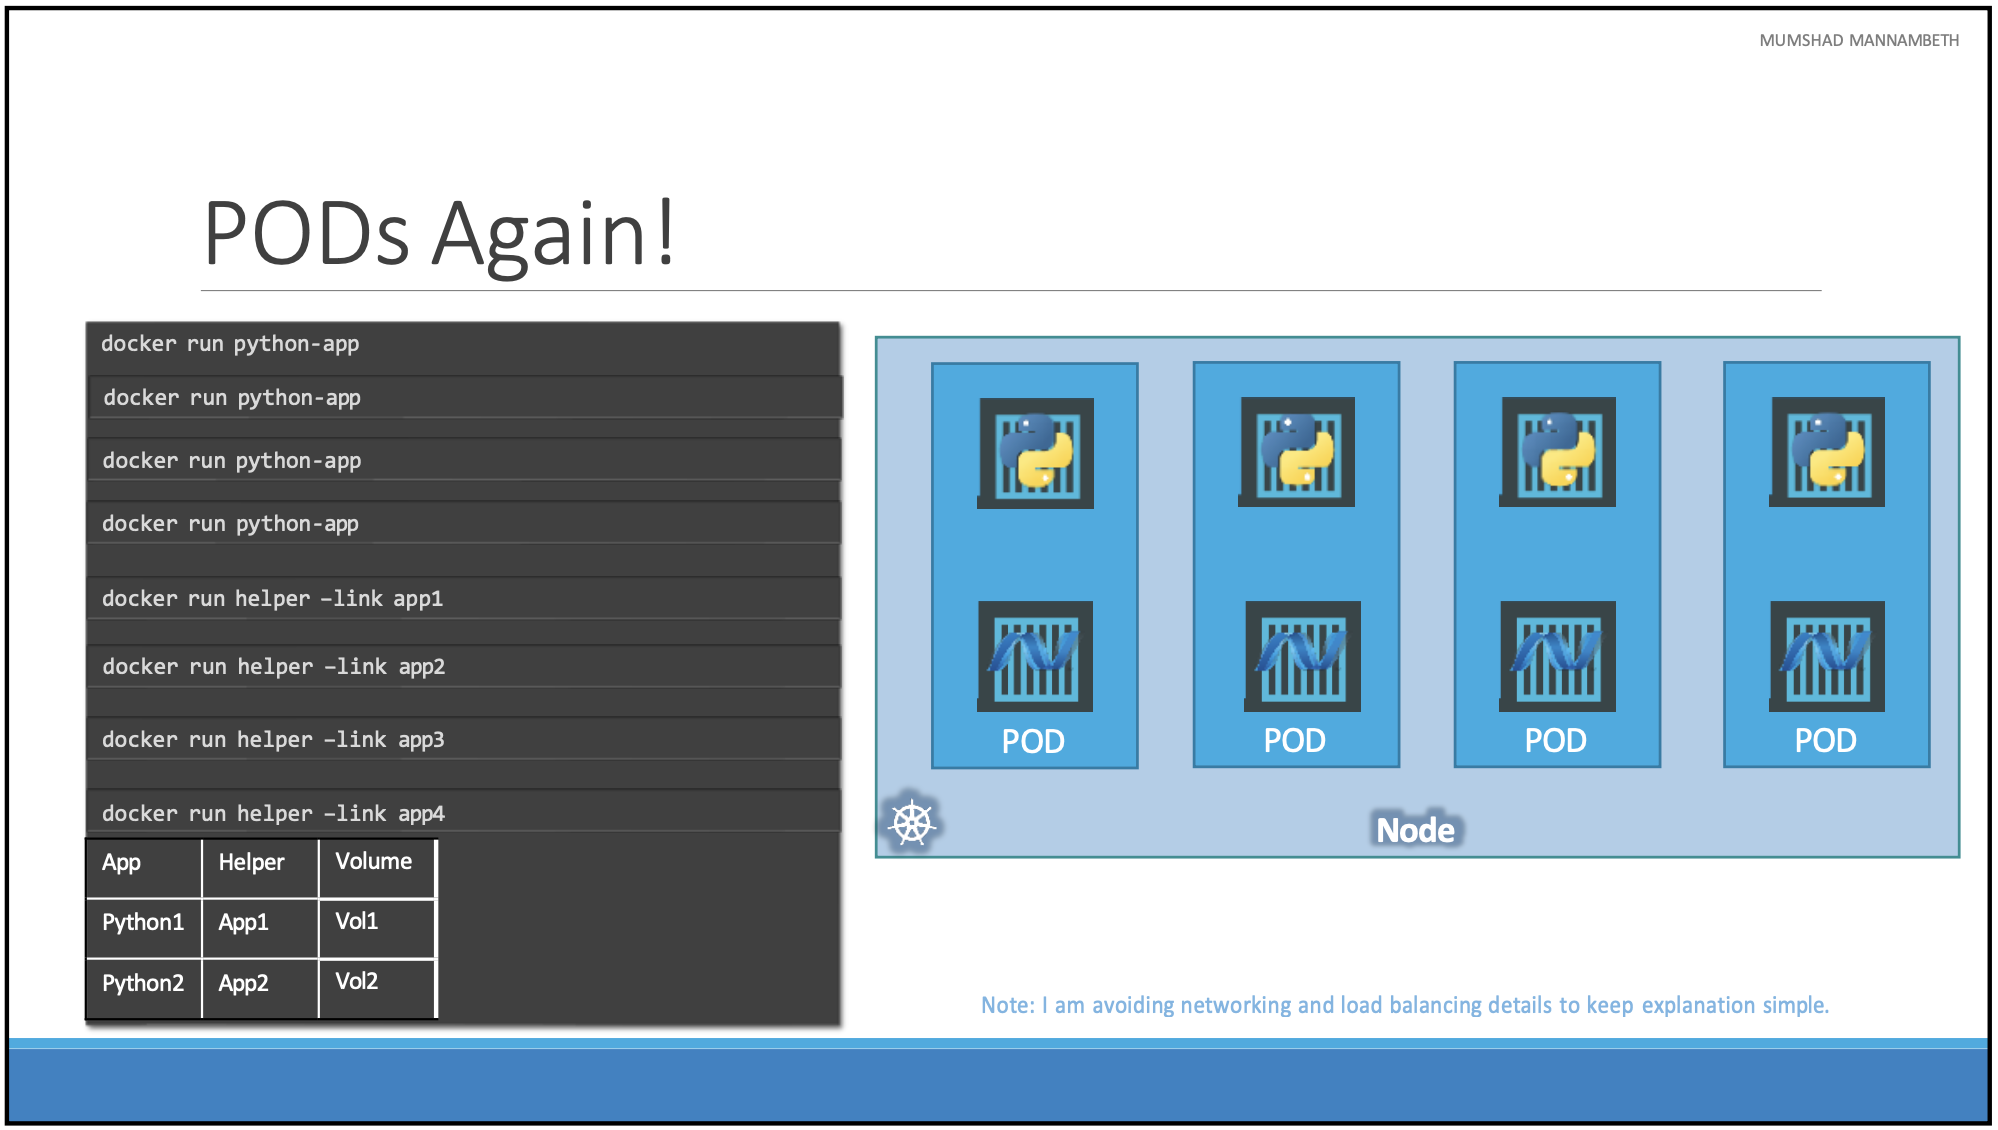 MUMSHAD MANNAMBETH
PODs Again!
docker run python-app
docker run python-app
docker run python-app
docker run python-app
docker run helper –link app1
docker run helper –link app2
docker run helper –link app3
docker run helper –link app4
App Helper Volume
Python1 App1 Vol1
Python2 App2 Vol2
POD POD POD POD
Node
Note: I am avoiding networking and load balancing details to keep explanation simple.